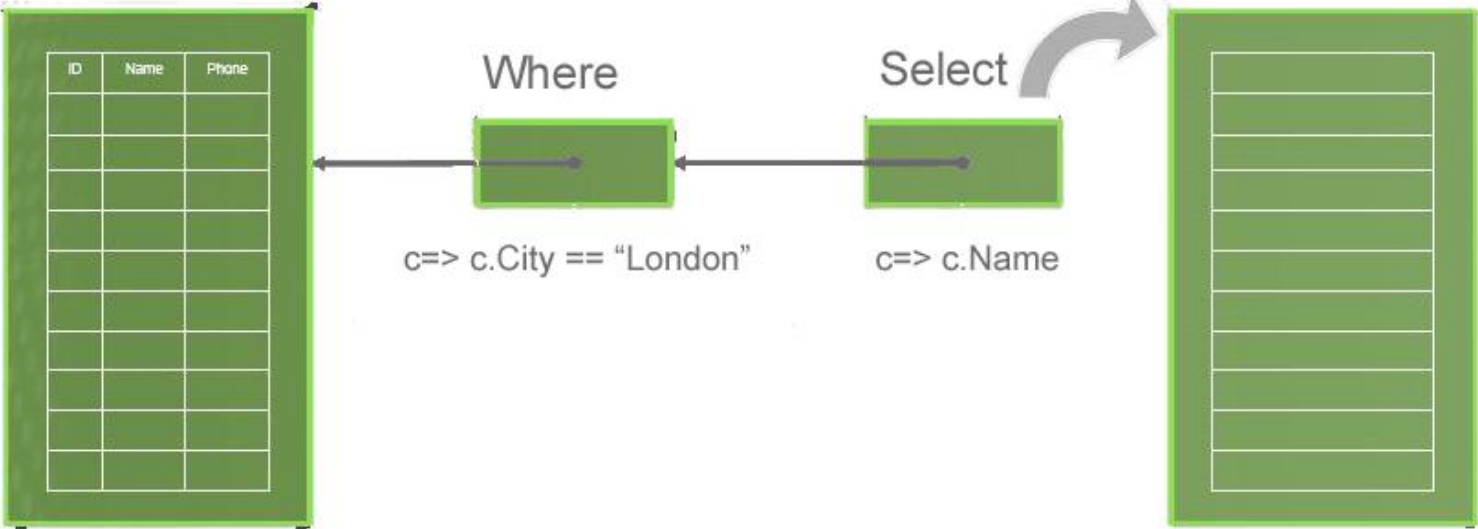 ID Name Phone
Where
c=> c.City == “London”
Select
c=> c.Name